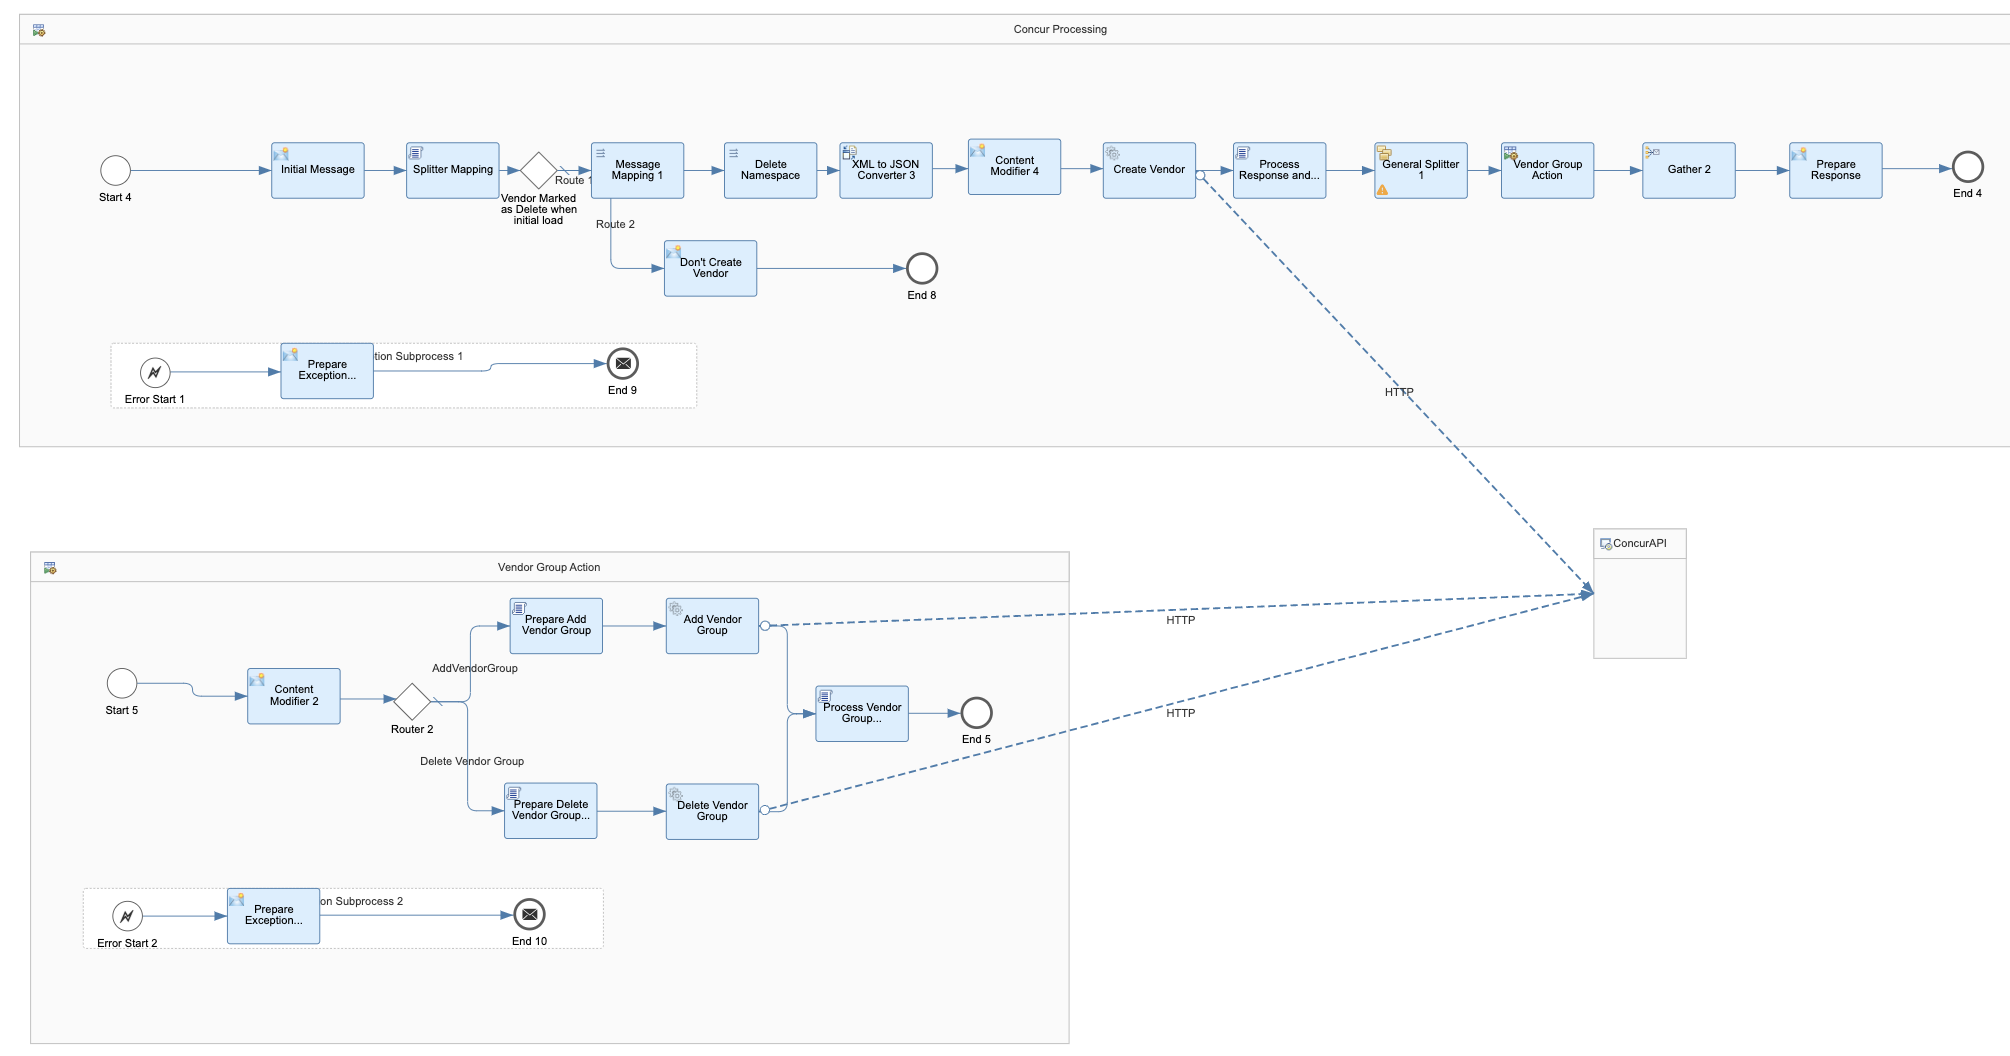 Concur Processing
Start 4
Initial Message
Splitter Mapping
Vendor Marked
as Delete when
initial load
Route 1
Message
Mapping 1
Delete
Namespace
XML to JSON
Converter 3
Content
Modifier 4
Create Vendor
Process
Response and...
General Splitter
1
Vendor Group
Action
Gather 2
Prepare
Response
End 4
Route 2
Don't Create
Vendor
End 8
tion Subprocess 1
Error Start 1
Prepare
Exception...
End 9
HTTP
ConcurAPI
Vendor Group Action
Start 5
Content
Modifier 2
Router 2
AddVendorGroup
Prepare Add
Vendor Group
Add Vendor
Group
HTTP
Delete Vendor Group
Prepare Delete
Vendor Group...
Delete Vendor
Group
HTTP
Process Vendor
Group...
End 5
on Subprocess 2
Error Start 2
Prepare
Exception...
End 10